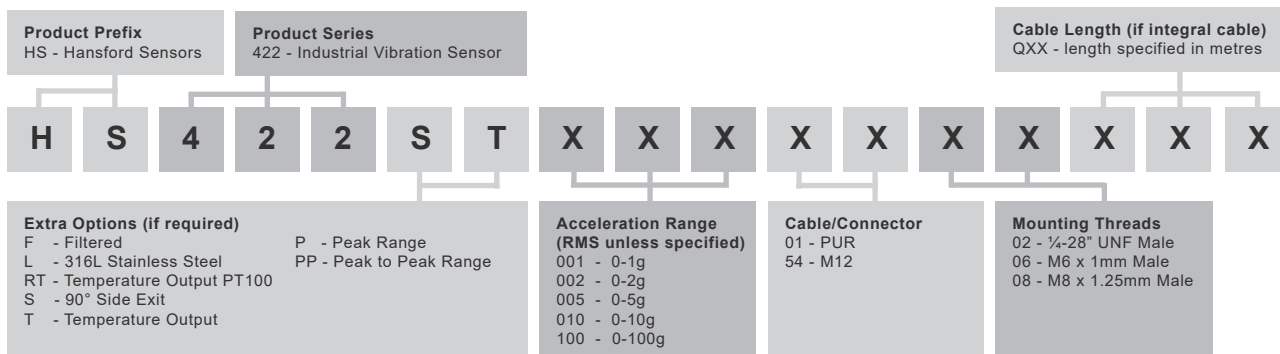 Product Prefix
HS - Hansford Sensors
Product Series
422 - Industrial Vibration Sensor
Cable Length (if integral cable)
QXX - length specified in metres
H S 4 2 2 S T X X X X X X X X X X
Extra Options (if required)
F - Filtered
L - 316L Stainless Steel
RT - Temperature Output PT100
S - 90° Side Exit
T - Temperature Output
P - Peak Range
PP - Peak to Peak Range
Acceleration Range
(RMS unless specified)
001 - 0-1g
002 - 0-2g
005 - 0-5g
010 - 0-10g
100 - 0-100g
Cable/Connector
01 - PUR
54 - M12
Mounting Threads
02 - ¼-28” UNF Male
06 - M6 x 1mm Male
08 - M8 x 1.25mm Male